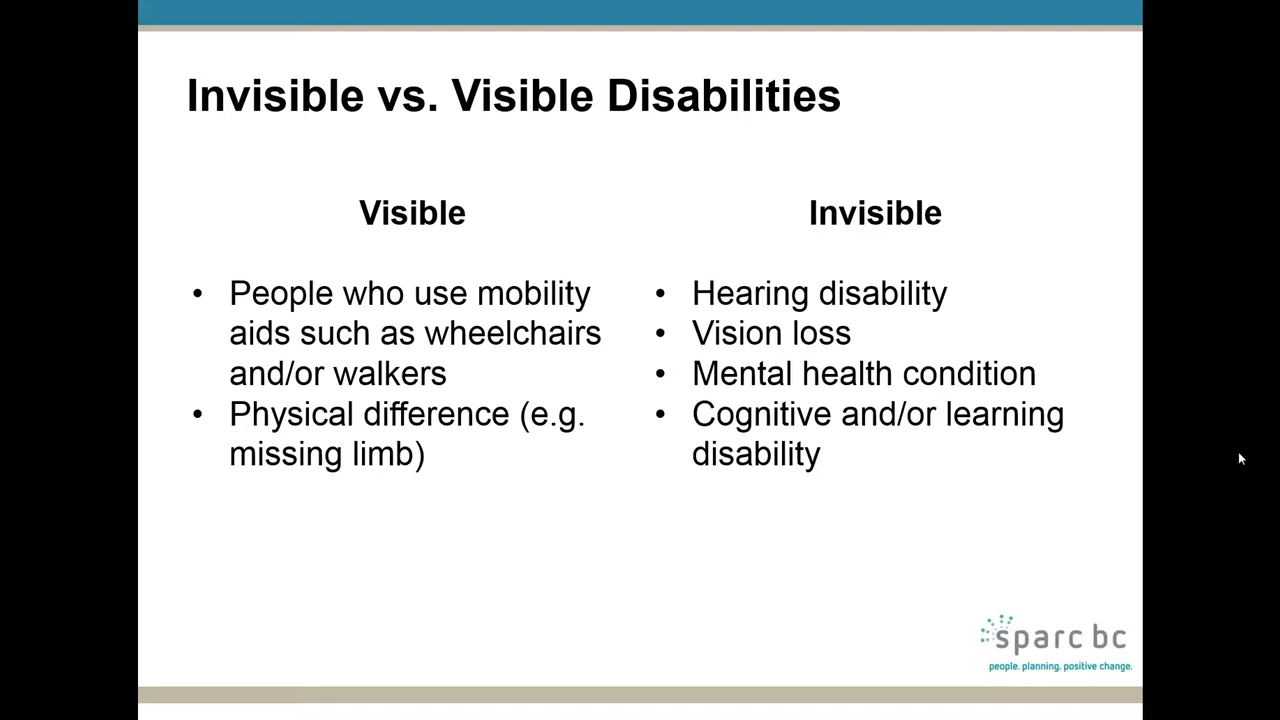 Invisible vs. Visible Disabilities
Visible
• People who use mobility
aids such as wheelchairs
and/or walkers
• Physical difference (e.g.
missing limb)
Invisible
• Hearing disability
• Vision loss
• Mental health condition
• Cognitive and/or learning
disability
sparc bc
people. planning. positive change.